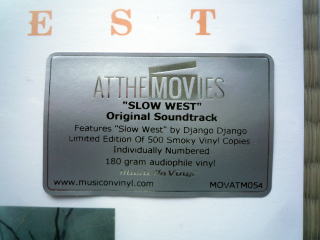 E S T
AT THE MOVIES
"SLOW WEST"
Original Soundtrack
Features "Slow West" by Django Django
Limited Edition Of 500 Smoky Vinyl Copies
Individually Numbered
180 gram audiophile vinyl
Music On Vinyl
www.musiconvinyl.com MOVATM054